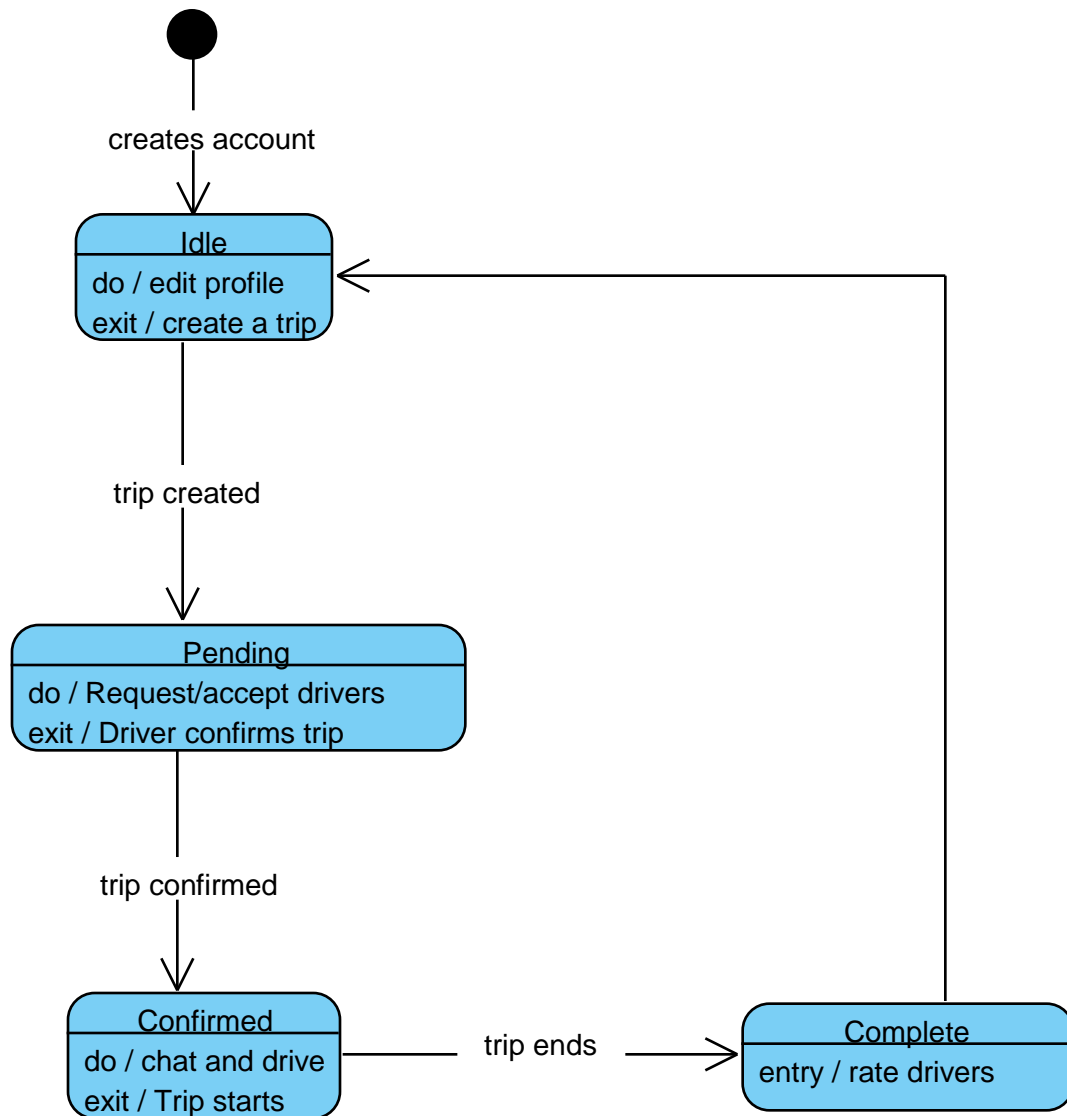 creates account
Idle
do / edit profile
exit / create a trip
trip created
Pending
do / Request/accept drivers
exit / Driver confirms trip
trip confirmed
Confirmed
do / chat and drive
exit / Trip starts
trip ends
Complete
entry / rate drivers